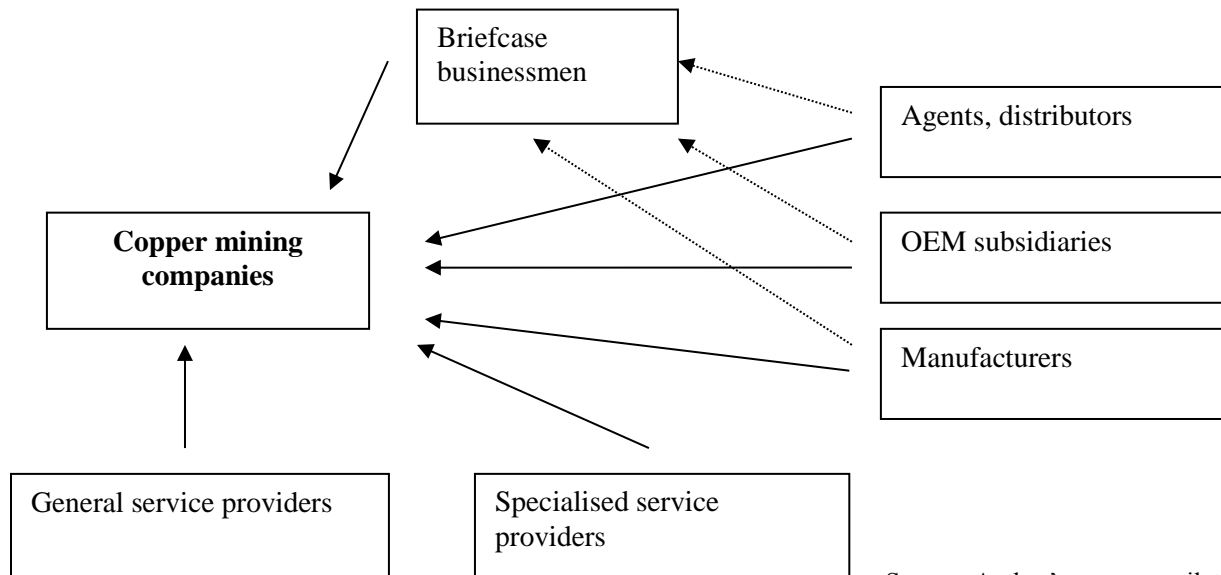 Briefcase
businessmen
Agents, distributors
Copper mining
companies
OEM subsidiaries
Manufacturers
General service providers
Specialised service
providers